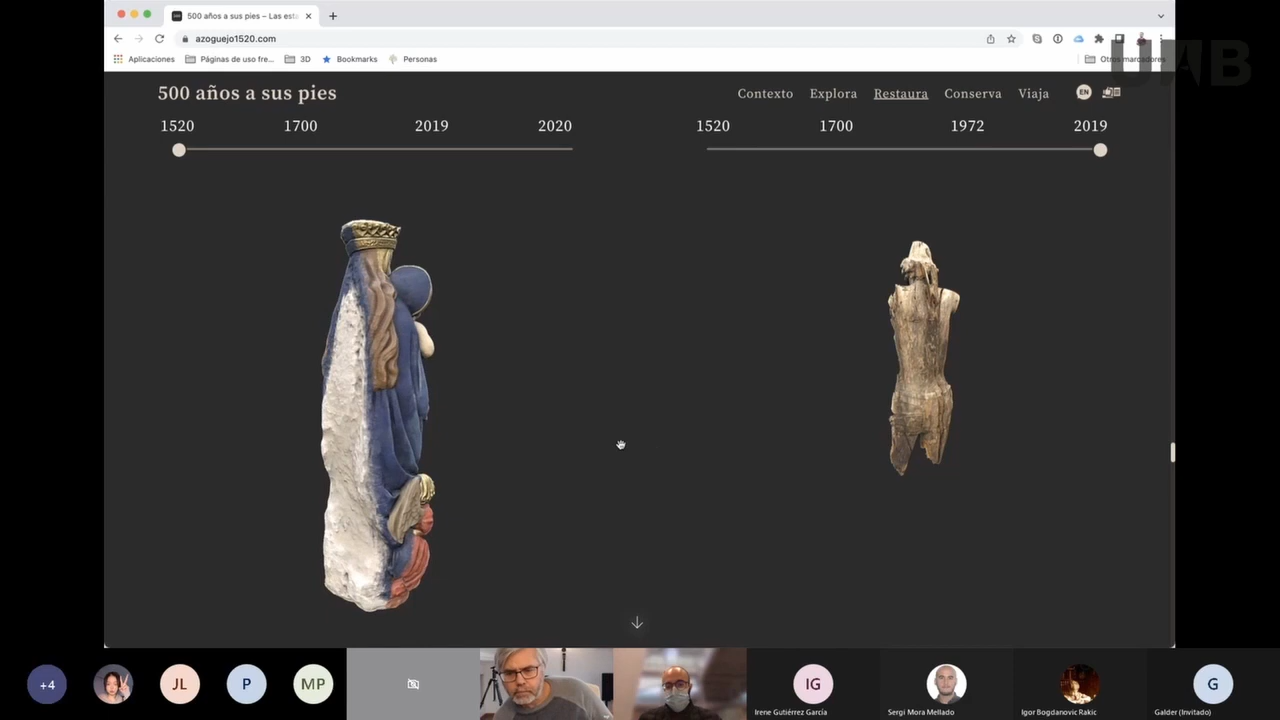 500 años a sus pies – Las esta
azoguejo1520.com
Aplicaciones
Páginas de uso fre...
3D
Bookmarks
Personas
Otros marcadores
UAB
500 años a sus pies
Contexto
Explora
Restaura
Conserva
Viaja
EN
1520
1700
2019
2020
1520
1700
1972
2019
+4
JL
P
MP
IG
Irene Gutiérrez García
Sergi Mora Mellado
Igor Bogdanovic Rakic
G
Galder (Invitado)